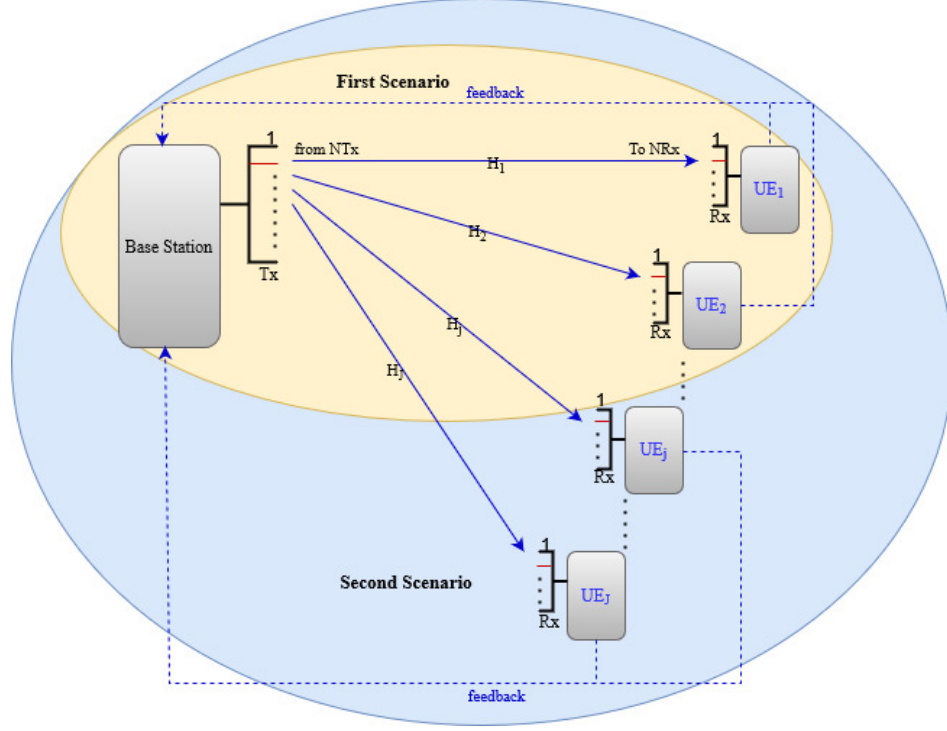 First Scenario
feedback
1
from NTx
To NRx
1
H1
Base Station
UE1
Rx
H2
1
Tx
UE2
Rx
Hj
HJ
1
UEj
Rx
1
Second Scenario
UEJ
Rx
feedback